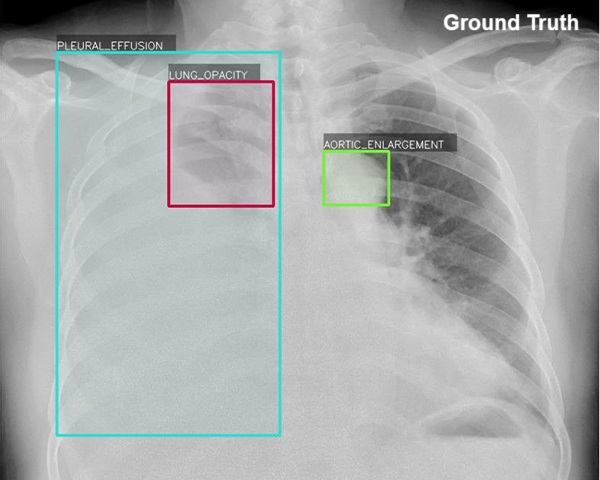 Ground Truth
PLEURAL_EFFUSION
LUNG_OPACITY
AORTIC_ENLARGEMENT